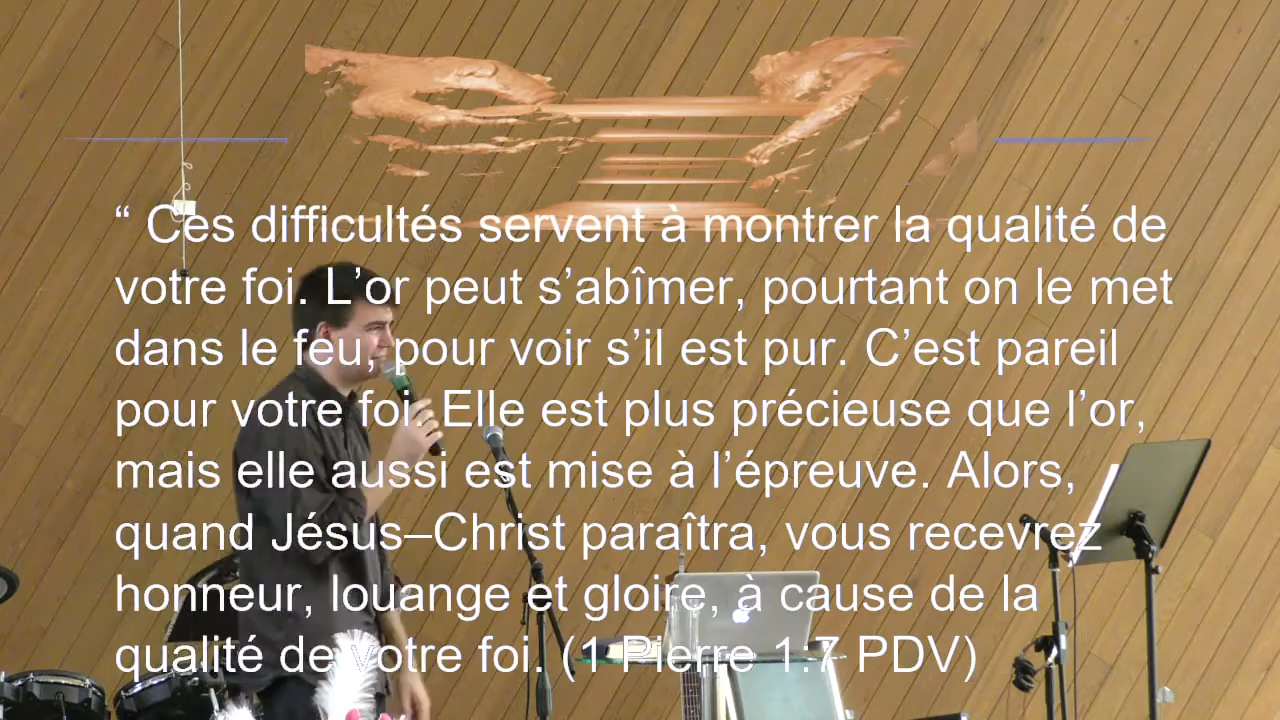 “ Ces difficultés servent à montrer la qualité de
votre foi. L’or peut s’abîmer, pourtant on le met
dans le feu, pour voir s’il est pur. C’est pareil
pour votre foi. Elle est plus précieuse que l’or,
mais elle aussi est mise à l’épreuve. Alors,
quand Jésus–Christ paraîtra, vous recevrez
honneur, louange et gloire, à cause de la
qualité de votre foi. (1 Pierre 1:7 PDV)